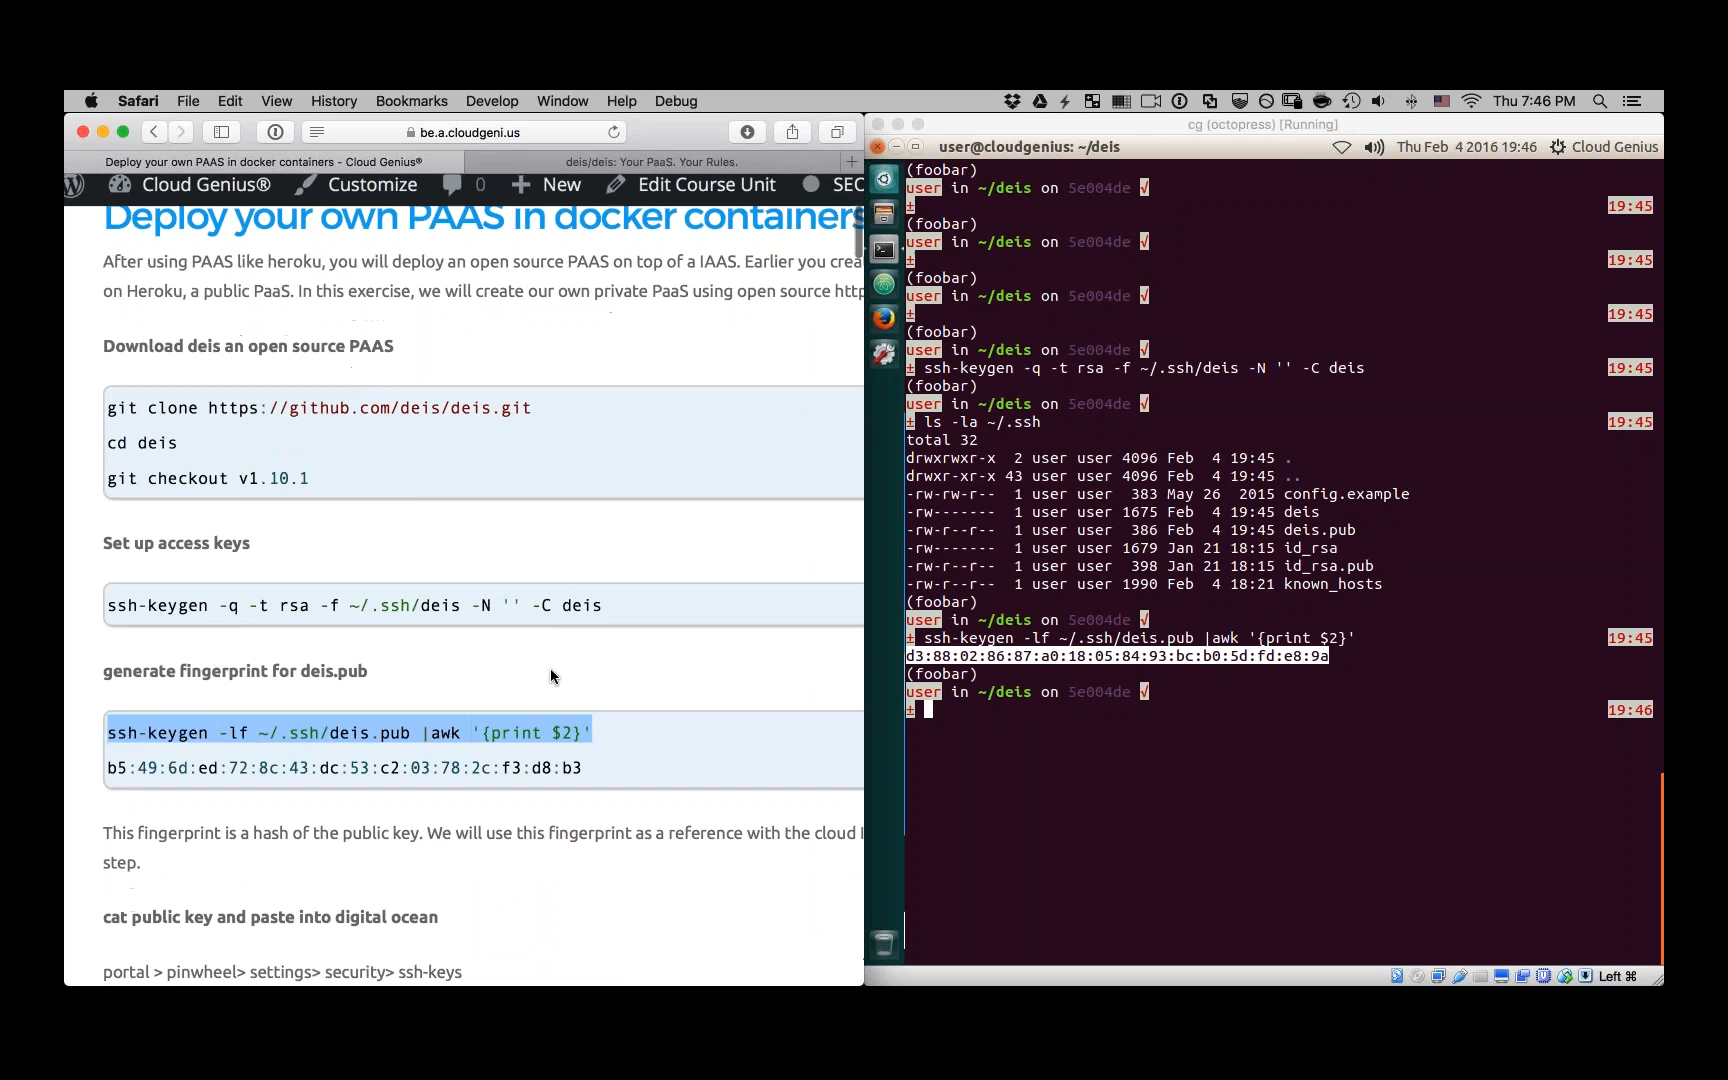 Safari File Edit View History Bookmarks Develop Window Help Debug Thu 7:46 PM
be.a.cloudgeni.us
Deploy your own PAAS in docker containers - Cloud Genius®
deis/deis: Your PaaS. Your Rules.
Cloud Genius® Customize 0 New Edit Course Unit SEC
Deploy your own PAAS in docker containers
After using PAAS like heroku, you will deploy an open source PAAS on top of a IAAS. Earlier you crea
on Heroku, a public PaaS. In this exercise, we will create our own private PaaS using open source http
Download deis an open source PAAS
git clone https://github.com/deis/deis.git
cd deis
git checkout v1.10.1
Set up access keys
ssh-keygen -q -t rsa -f ~/.ssh/deis -N '' -C deis
generate fingerprint for deis.pub
ssh-keygen -lf ~/.ssh/deis.pub |awk '{print $2}'
b5:49:6d:ed:72:8c:43:dc:53:c2:03:78:2c:f3:d8:b3
This fingerprint is a hash of the public key. We will use this fingerprint as a reference with the cloud
step.
cat public key and paste into digital ocean
portal > pinwheel> settings> security> ssh-keys
cg (octopress) [Running]
user@cloudgenius: ~/deis Thu Feb 4 2016 19:46 Cloud Genius
(foobar)
user in ~/deis on 5e004de √
± 19:45
(foobar)
user in ~/deis on 5e004de √
± 19:45
(foobar)
user in ~/deis on 5e004de √
± 19:45
(foobar)
user in ~/deis on 5e004de √
± ssh-keygen -q -t rsa -f ~/.ssh/deis -N '' -C deis 19:45
(foobar)
user in ~/deis on 5e004de √
± ls -la ~/.ssh 19:45
total 32
drwxrwxr-x 2 user user 4096 Feb 4 19:45 .
drwxr-xr-x 43 user user 4096 Feb 4 19:45 ..
-rw-rw-r-- 1 user user 383 May 26 2015 config.example
-rw------- 1 user user 1675 Feb 4 19:45 deis
-rw-r--r-- 1 user user 386 Feb 4 19:45 deis.pub
-rw------- 1 user user 1679 Jan 21 18:15 id_rsa
-rw-r--r-- 1 user user 398 Jan 21 18:15 id_rsa.pub
-rw-r--r-- 1 user user 1990 Feb 4 18:21 known_hosts
(foobar)
user in ~/deis on 5e004de √
± ssh-keygen -lf ~/.ssh/deis.pub |awk '{print $2}' 19:45
d3:88:02:86:87:a0:18:05:84:93:bc:b0:5d:fd:e8:9a
(foobar)
user in ~/deis on 5e004de √
± 19:46
Left ⌘